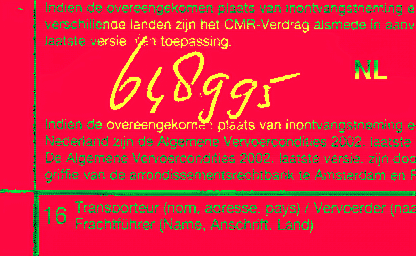 Indien de overeengekomen plaats van inontvangstneming e
verschillende landen zijn het CMR-Verdrag alsmede in aanv
laatste versie van toepassing.
648995
NL
Indien de overeengekomen plaats van inontvangstneming e
Nederland zijn de Algemene Vervoercondities 2002, laatste
De Algemene Vervoercondities 2002, laatste versie, zijn doo
griffie van de arrondissementsrechtbank te Amsterdam en R
16 Transporteur (nom, adresse, pays) / Vervoerder (naa
Frachtführer (Name, Anschrift, Land)